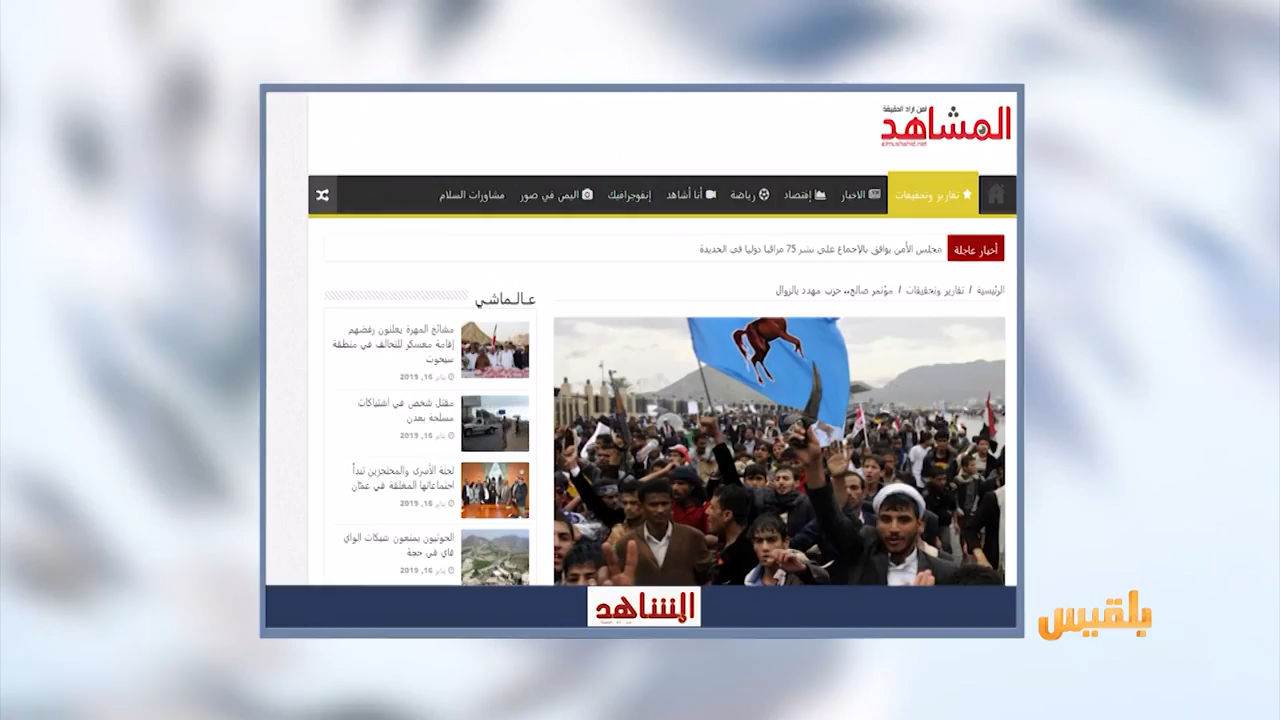 لمن أراد الحقيقة
المشاهد
almushahid.net
تقارير وتحقيقات
الاخبار
إقتصاد
رياضة
أنا أشاهد
إنفوجرافيك
اليمن في صور
مشاورات السلام
أخبار عاجلة
مجلس الأمن يوافق بالإجماع على نشر 75 مراقبا دوليا في الحديدة
الرئيسية / تقارير وتحقيقات / مؤتمر صالح،، حزب مهدد بالزوال
عـالـماشي
مشائخ المهرة يعلنون رفضهم
إقامة معسكر للتحالف في منطقة
سيحوت
يناير 16, 2019
مقتل شخص في اشتباكات
مسلحة بعدن
يناير 16, 2019
لجنة الأسرى والمحتجزين تبدأ
اجتماعاتها المغلقة في عمّان
يناير 16, 2019
الحوثيون يمنعون شبكات الواي
فاي في حجة
يناير 16, 2019
المشاهد
بلقيس